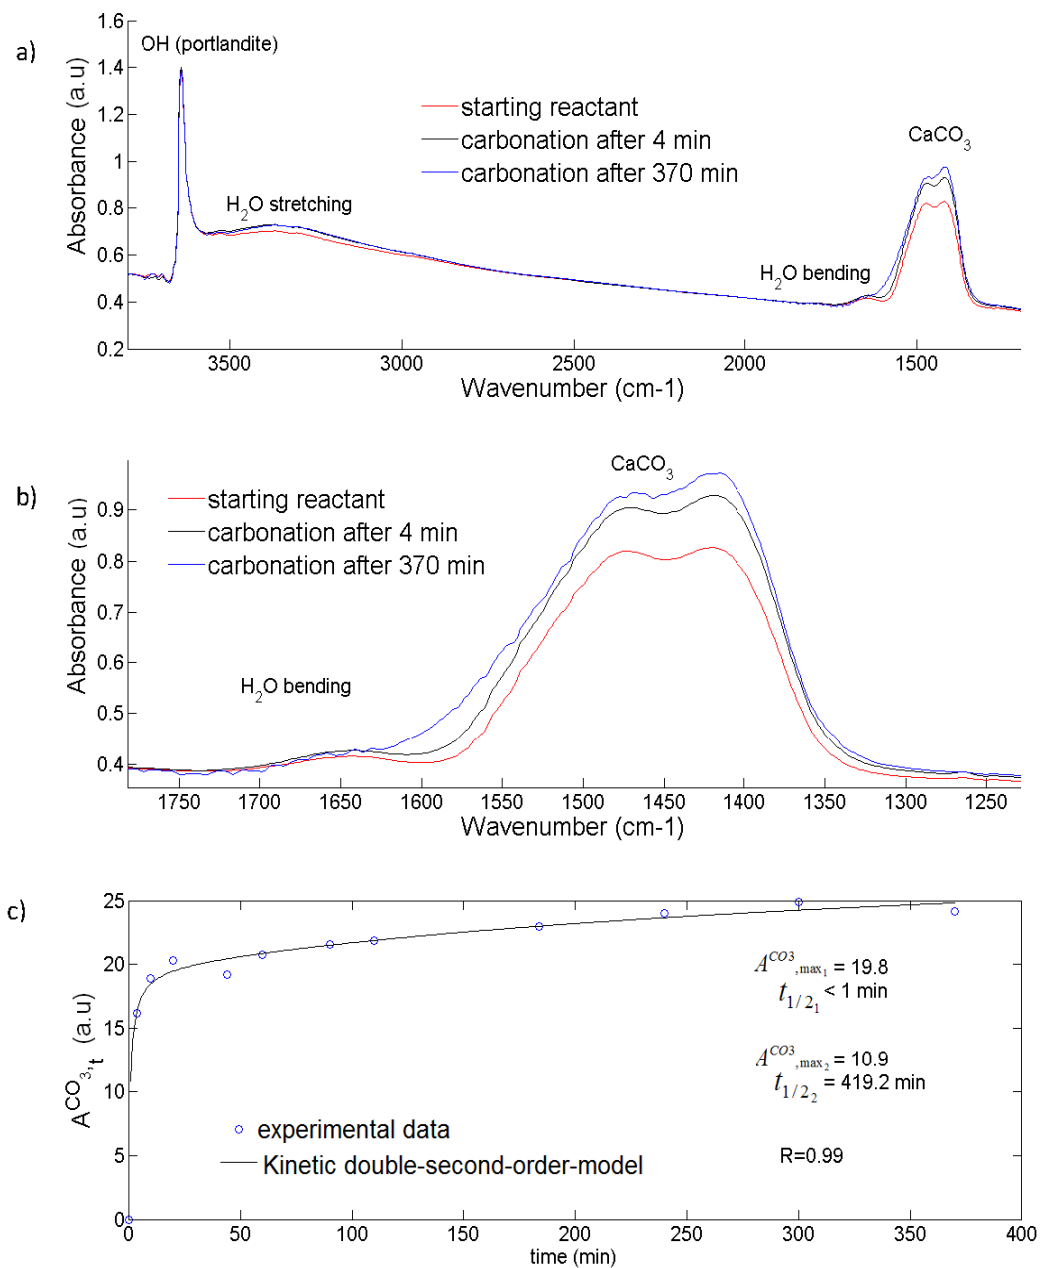 a)
1.6
1.4
1.2
1
0.8
0.6
0.4
0.2
Absorbance (a.u)
OH (portlandite)
H2O stretching
starting reactant
carbonation after 4 min
carbonation after 370 min
CaCO3
H2O bending
3500
3000
2500
2000
1500
Wavenumber (cm-1)
b)
0.9
0.8
0.7
0.6
0.5
0.4
Absorbance (a.u)
CaCO3
starting reactant
carbonation after 4 min
carbonation after 370 min
H2O bending
1750
1700
1650
1600
1550
1500
1450
1400
1350
1300
1250
Wavenumber (cm-1)
c)
25
20
15
10
5
0
A^CO3,t (a.u)
A^CO3,max1 = 19.8
t1/21 < 1 min
A^CO3,max2 = 10.9
t1/22 = 419.2 min
experimental data
Kinetic double-second-order-model
R=0.99
0
50
100
150
200
250
300
350
400
time (min)